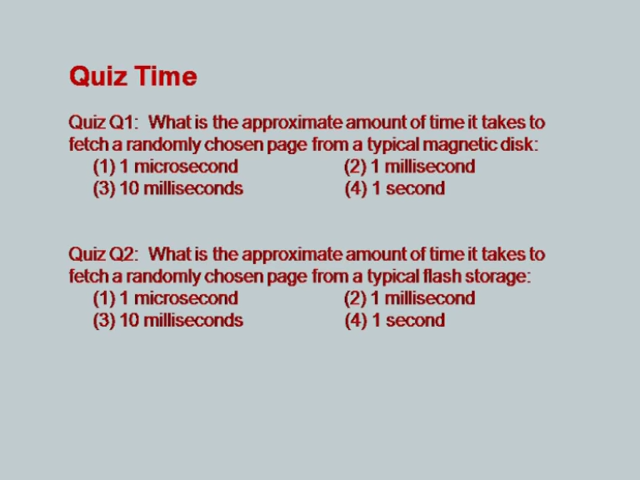 Quiz Time
Quiz Q1: What is the approximate amount of time it takes to
fetch a randomly chosen page from a typical magnetic disk:
(1) 1 microsecond (2) 1 millisecond
(3) 10 milliseconds (4) 1 second
Quiz Q2: What is the approximate amount of time it takes to
fetch a randomly chosen page from a typical flash storage:
(1) 1 microsecond (2) 1 millisecond
(3) 10 milliseconds (4) 1 second